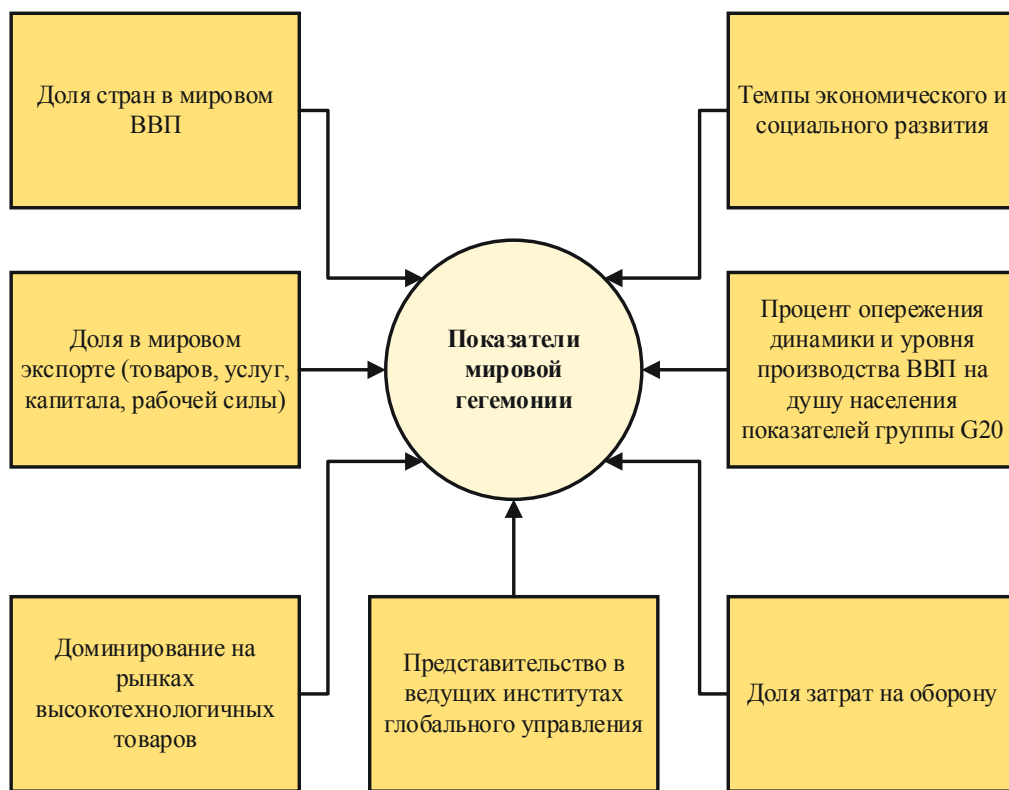 Доля стран в мировом
ВВП
Темпы экономического и
социального развития
Доля в мировом
экспорте (товаров, услуг,
капитала, рабочей силы)
Показатели
мировой
гегемонии
Процент опережения
динамики и уровня
производства ВВП на
душу населения
показателей группы G20
Доминирование на
рынках
высокотехнологичных
товаров
Представительство в
ведущих институтах
глобального управления
Доля затрат на оборону